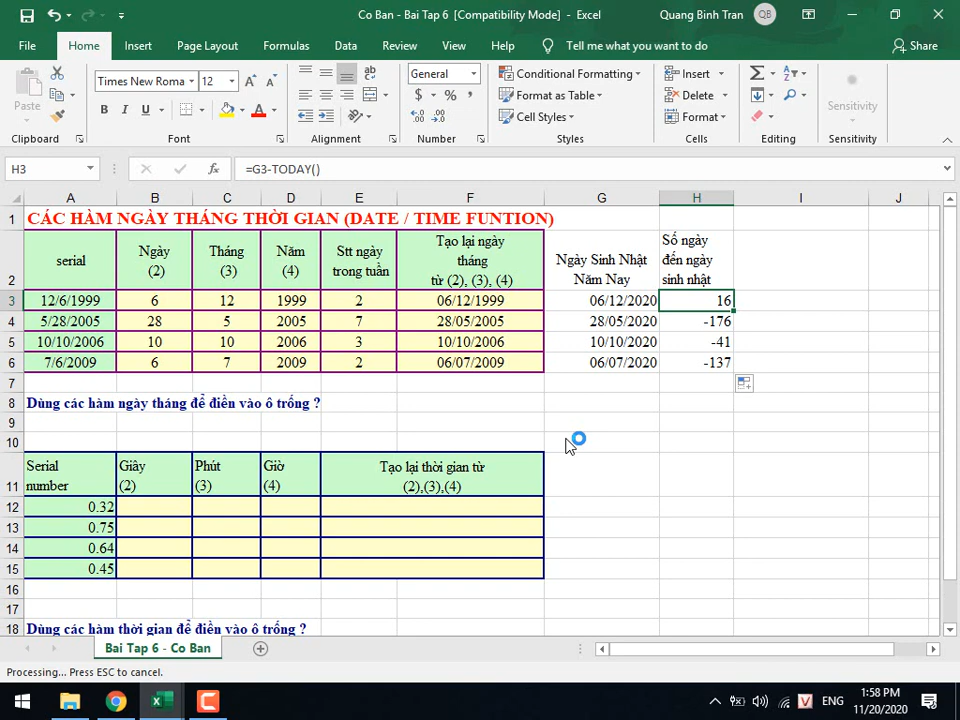 Co Ban - Bai Tap 6 [Compatibility Mode] - Excel
Quang Binh Tran
QB
File Home Insert Page Layout Formulas Data Review View Help Tell me what you want to do Share
Paste
Times New Roma 12
B I U
General
$ % ,
Conditional Formatting
Format as Table
Cell Styles
Insert
Delete
Format
Sensitivity
Clipboard Font Alignment Number Styles Cells Editing Sensitivity
H3 fx =G3-TODAY()
A B C D E F G H I J
1 CÁC HÀM NGÀY THÁNG THỜI GIAN (DATE / TIME FUNTION)
2 serial
Ngày
(2)
Tháng
(3)
Năm
(4)
Stt ngày
trong tuần
Tạo lại ngày
tháng
từ (2), (3), (4)
Ngày Sinh Nhật
Năm Nay
Số ngày
đến ngày
sinh nhật
3 12/6/1999 6 12 1999 2 06/12/1999 06/12/2020 16
4 5/28/2005 28 5 2005 7 28/05/2005 28/05/2020 -176
5 10/10/2006 10 10 2006 3 10/10/2006 10/10/2020 -41
6 7/6/2009 6 7 2009 2 06/07/2009 06/07/2020 -137
7
8 Dùng các hàm ngày tháng để điền vào ô trống ?
9
10
11 Serial
number
Giây
(2)
Phút
(3)
Giờ
(4)
Tạo lại thời gian từ
(2),(3),(4)
12 0.32
13 0.75
14 0.64
15 0.45
16
17
18 Dùng các hàm thời gian để điền vào ô trống ?
Bai Tap 6 - Co Ban
Processing... Press ESC to cancel.
ENG
1:58 PM
11/20/2020